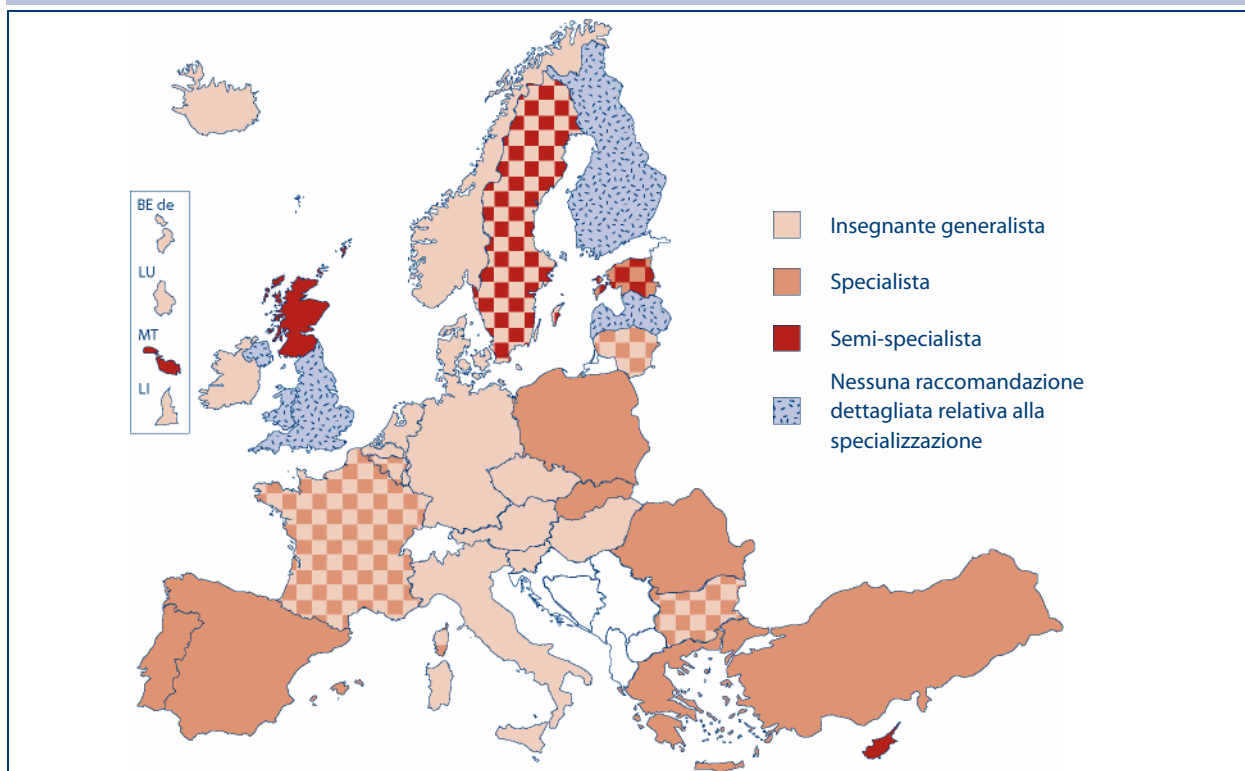 BE de
LU
MT
LI
Insegnante generalista
Specialista
Semi-specialista
Nessuna raccomandazione
dettagliata relativa alla
specializzazione